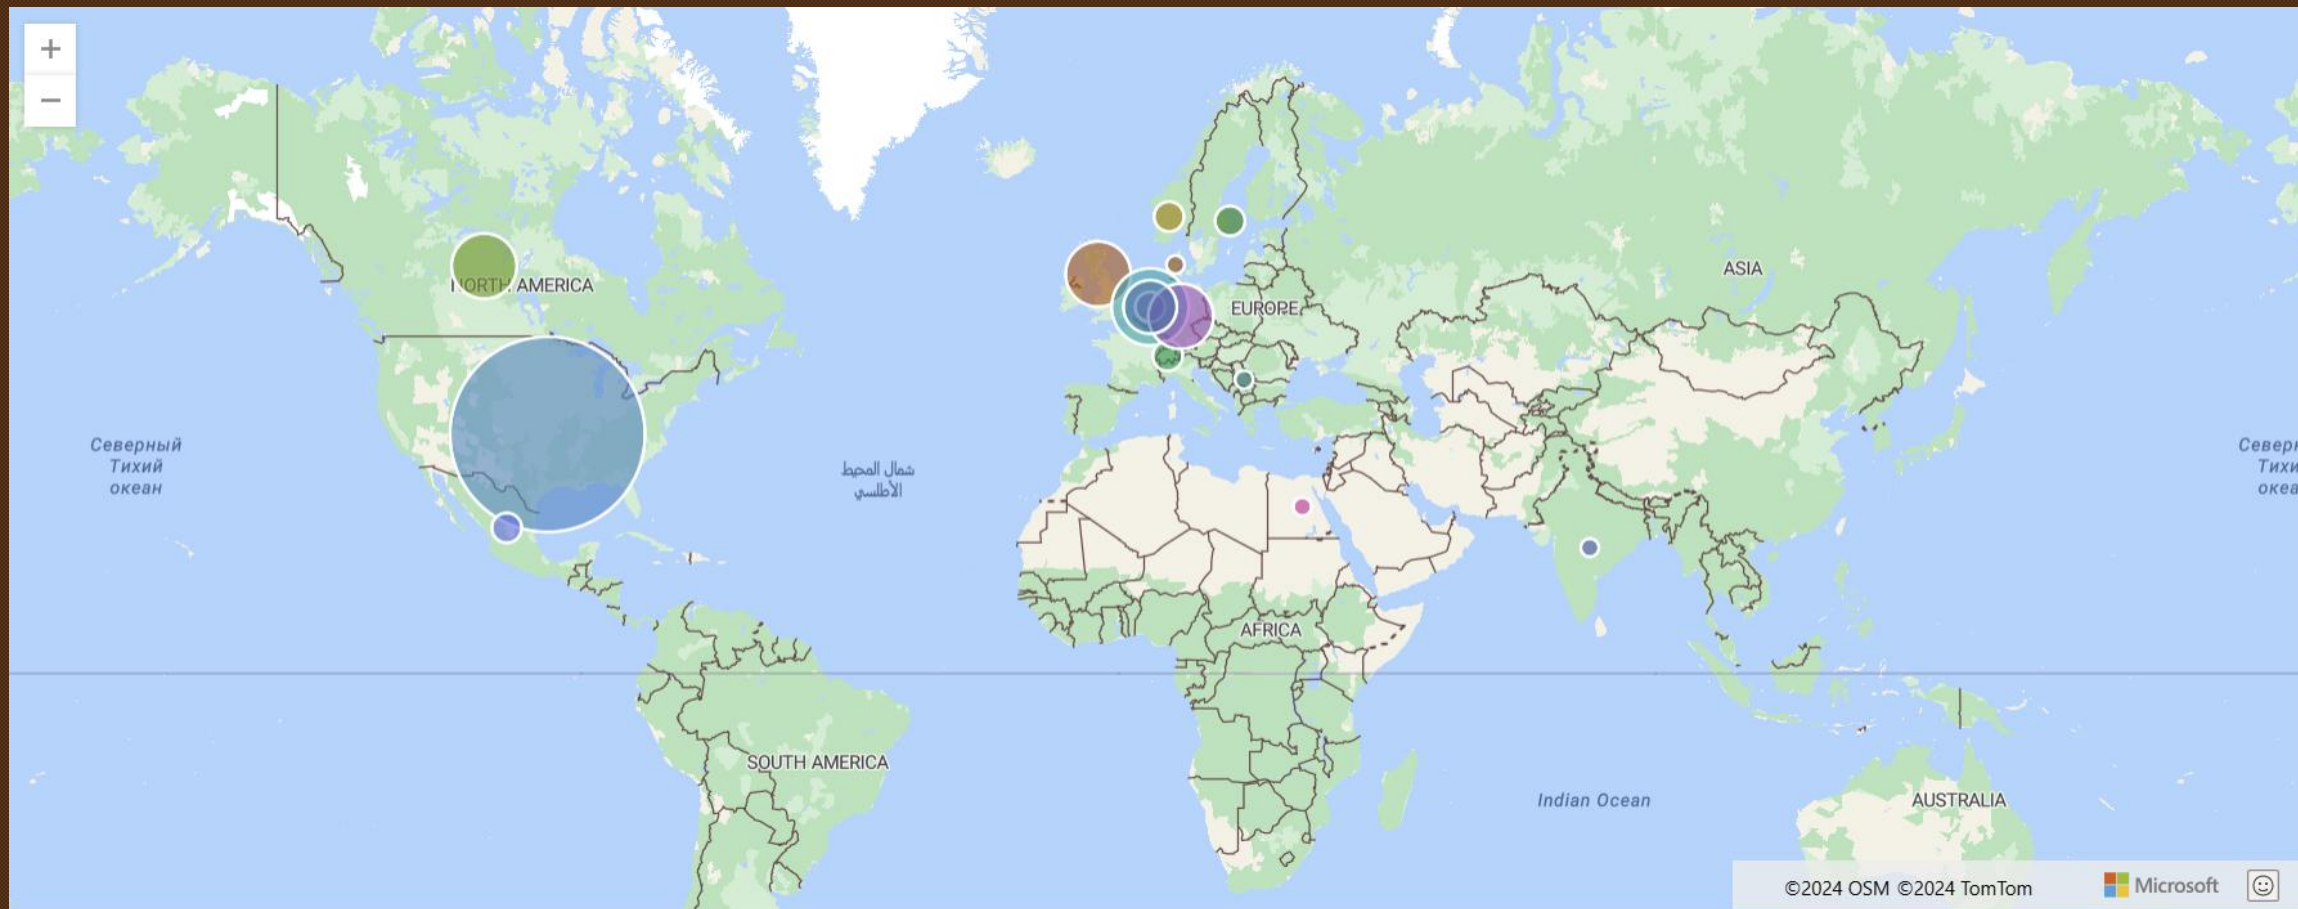 +
−
NORTH AMERICA
EUROPE
ASIA
Северный
Тихий
океан
شمال المحيط
الأطلسي
AFRICA
SOUTH AMERICA
Indian Ocean
AUSTRALIA
Северн
Тихи
океа
©2024 OSM ©2024 TomTom
Microsoft